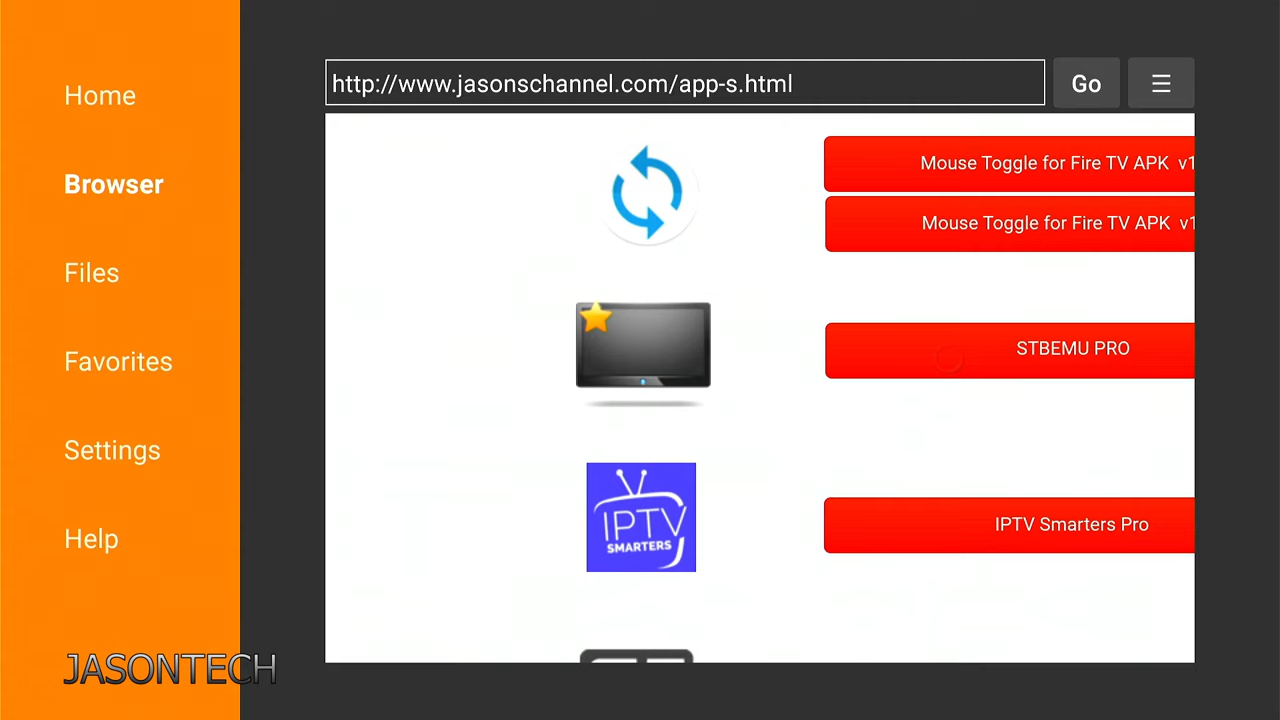 Home
Browser
Files
Favorites
Settings
Help
JASONTECH
http://www.jasonschannel.com/app-s.html
Go
Mouse Toggle for Fire TV APK v1
Mouse Toggle for Fire TV APK v1
STBEMU PRO
IPTV
SMARTERS
IPTV Smarters Pro